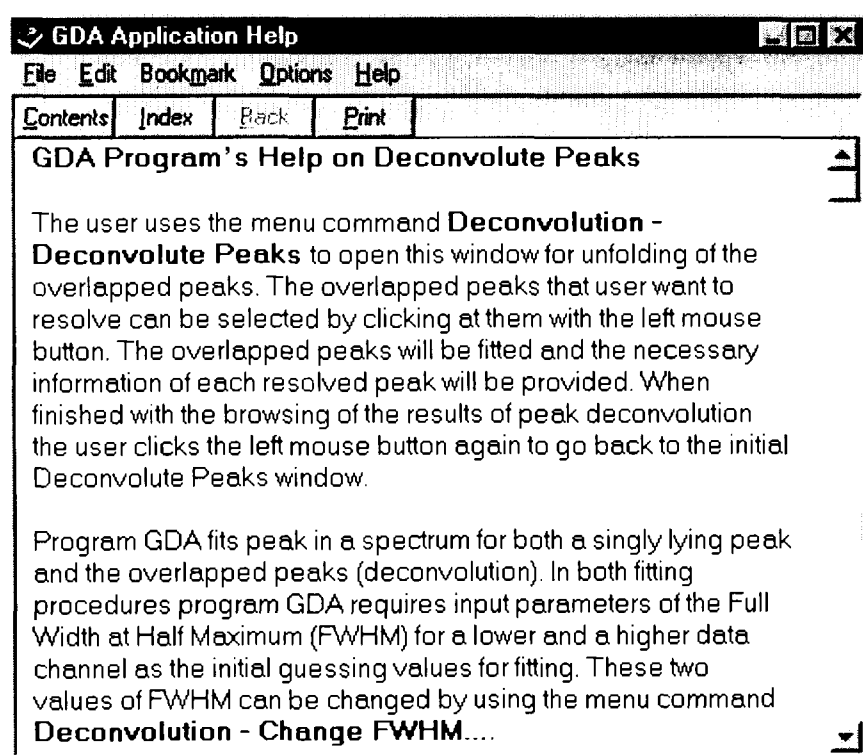 GDA Application Help
File Edit Bookmark Options Help
Contents Index Back Print
GDA Program's Help on Deconvolute Peaks
The user uses the menu command Deconvolution -
Deconvolute Peaks to open this window for unfolding of the
overlapped peaks. The overlapped peaks that user want to
resolve can be selected by clicking at them with the left mouse
button. The overlapped peaks will be fitted and the necessary
information of each resolved peak will be provided. When
finished with the browsing of the results of peak deconvolution
the user clicks the left mouse button again to go back to the initial
Deconvolute Peaks window.
Program GDA fits peak in a spectrum for both a singly lying peak
and the overlapped peaks (deconvolution). In both fitting
procedures program GDA requires input parameters of the Full
Width at Half Maximum (FWHM) for a lower and a higher data
channel as the initial guessing values for fitting. These two
values of FWHM can be changed by using the menu command
Deconvolution - Change FWHM....